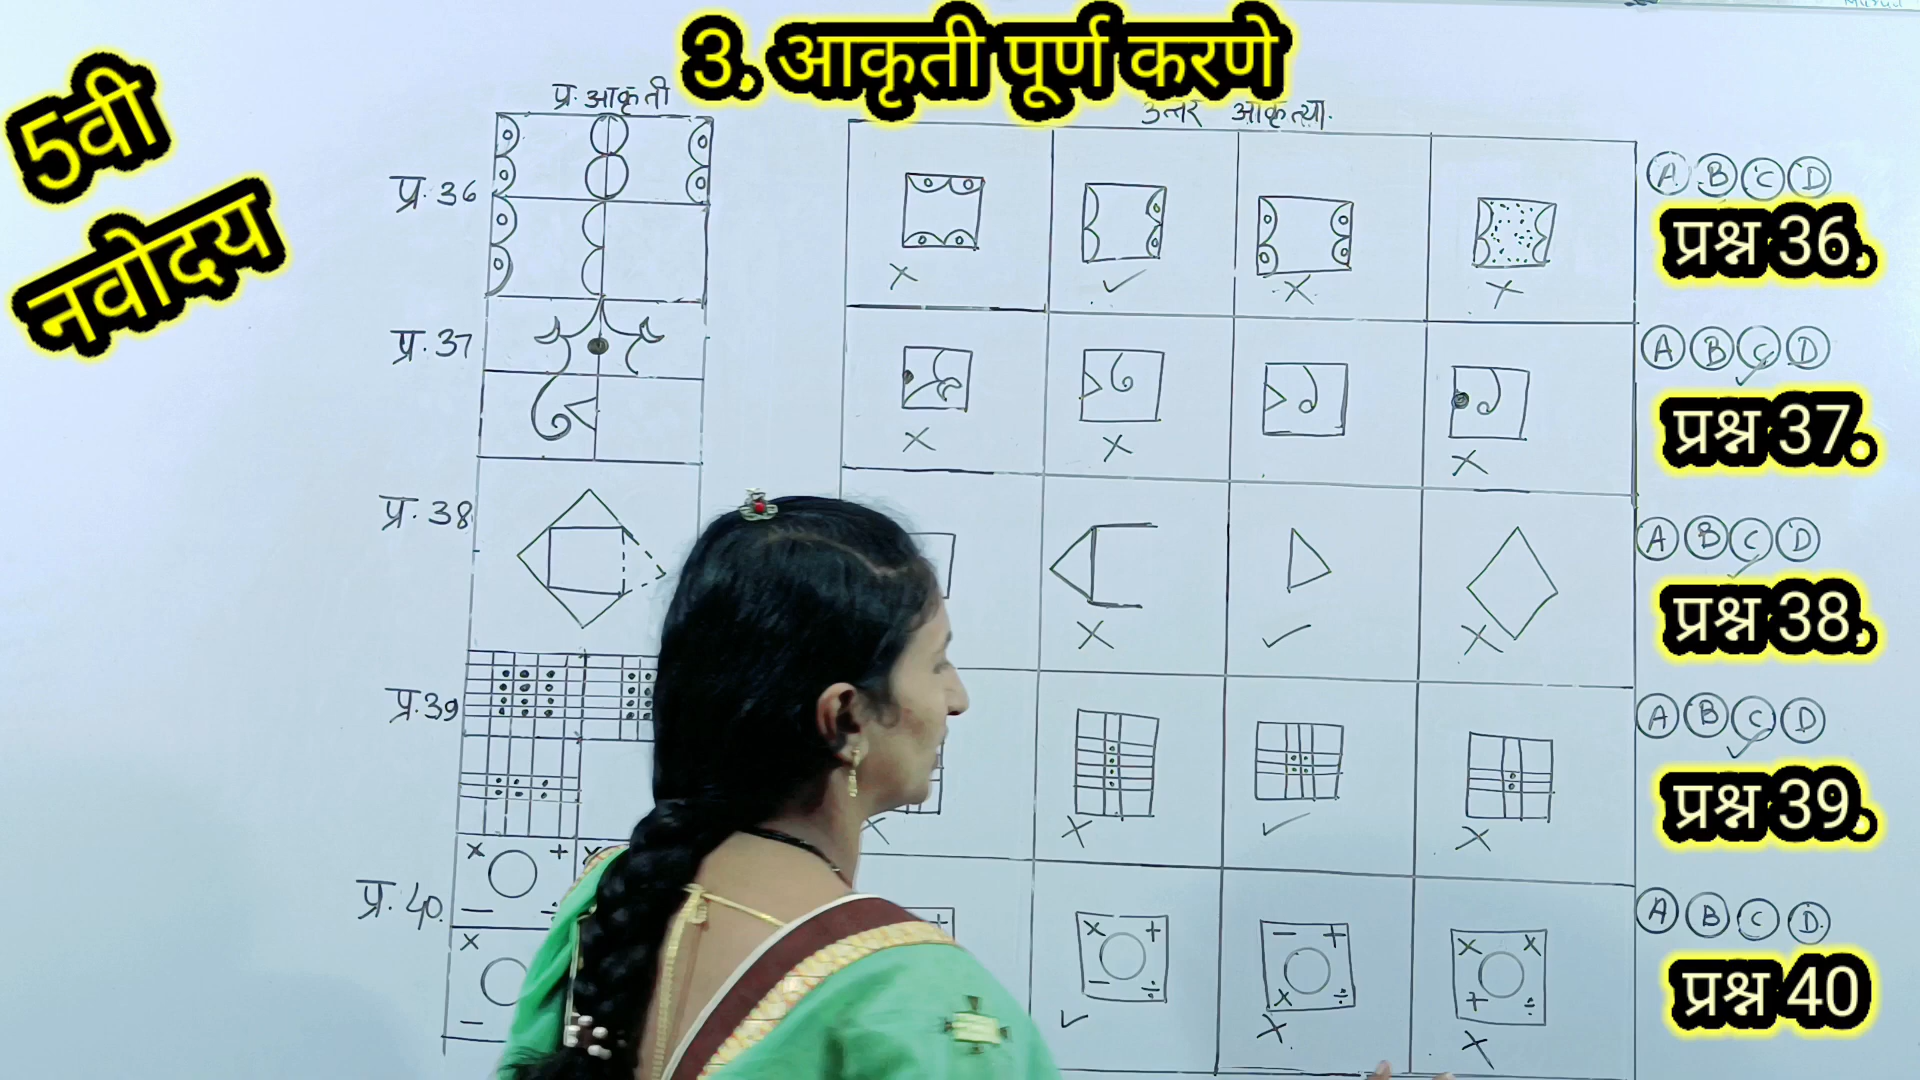 3. आकृती पूर्ण करणे
5वी
नवोदय
प्र. आकृती
उत्तर आकृत्या.
प्र. 36
A B C D
प्रश्न 36.
प्र. 37
A B C D
प्रश्न 37.
प्र. 38
A B C D
प्रश्न 38.
प्र. 39
A B C D
प्रश्न 39.
प्र. 40.
A B C D.
प्रश्न 40